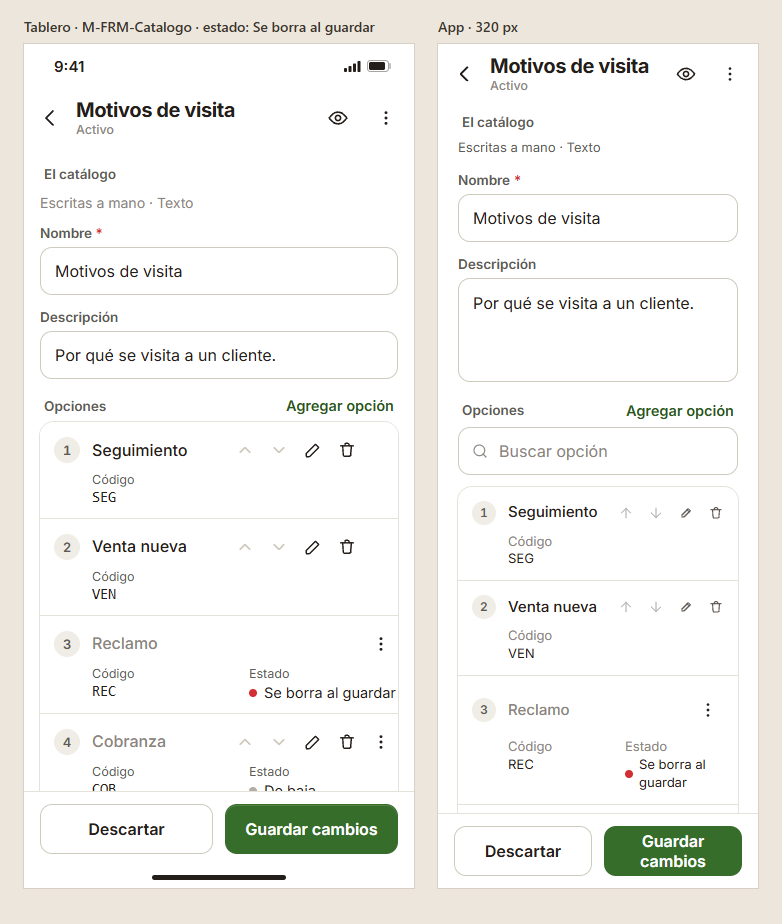 Tablero · M-FRM-Catalogo · estado: Se borra al guardar
9:41
Motivos de visita
Activo
El catálogo
Escritas a mano · Texto
Nombre *
Motivos de visita
Descripción
Por qué se visita a un cliente.
Opciones
Agregar opción
1
Seguimiento
Código
SEG
2
Venta nueva
Código
VEN
3
Reclamo
Código
REC
Estado
Se borra al guardar
4
Cobranza
Código
COB
Estado
De baja
Descartar
Guardar cambios
App · 320 px
Motivos de visita
Activo
El catálogo
Escritas a mano · Texto
Nombre *
Motivos de visita
Descripción
Por qué se visita a un cliente.
Opciones
Agregar opción
Buscar opción
1
Seguimiento
Código
SEG
2
Venta nueva
Código
VEN
3
Reclamo
Código
REC
Estado
Se borra al
guardar
Descartar
Guardar
cambios